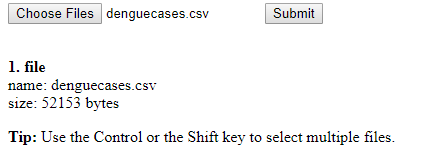 Choose Files denguecases.csv Submit
1. file
name: denguecases.csv
size: 52153 bytes
Tip: Use the Control or the Shift key to select multiple files.